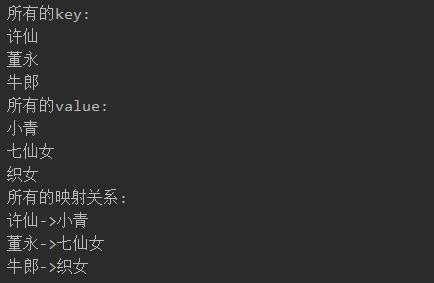 所有的key:
许仙
董永
牛郎
所有的value:
小青
七仙女
织女
所有的映射关系:
许仙->小青
董永->七仙女
牛郎->织女